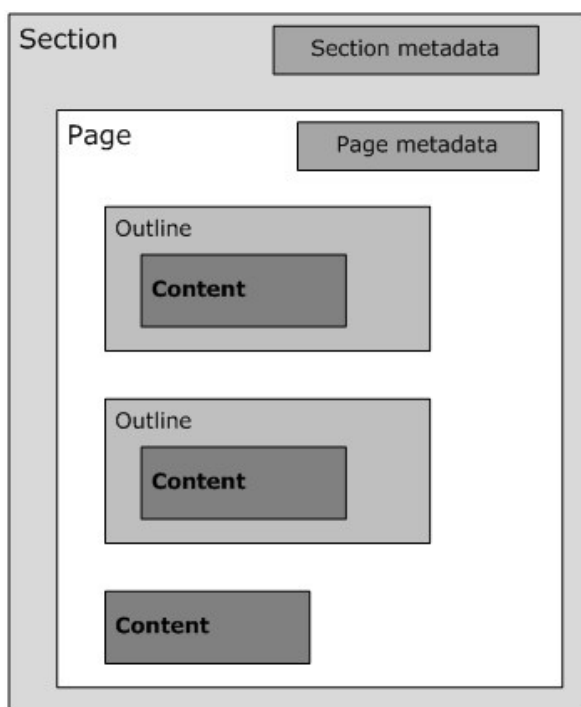 Section
Section metadata
Page
Page metadata
Outline
Content
Outline
Content
Content